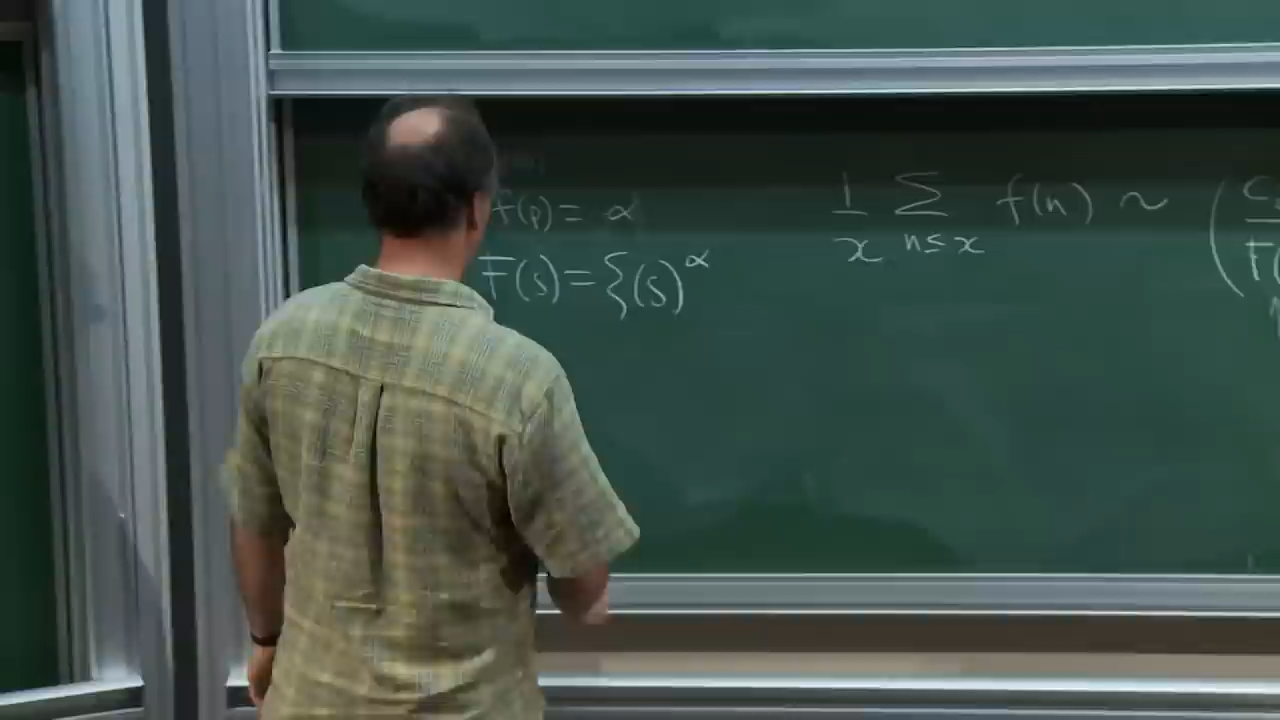 f(p) = α
F(s) = ζ(s)^α
1/x ∑_{n≤x} f(n) ~ (